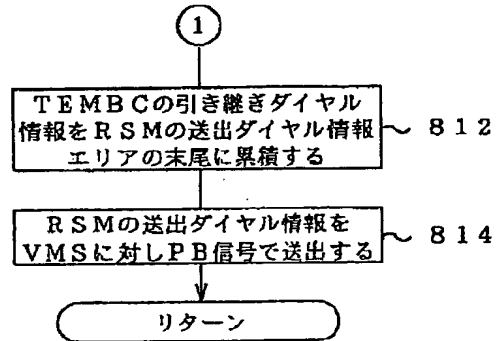 1
TEMBCの引き継ぎダイヤル
情報をRSMの送出ダイヤル情報
エリアの末尾に累積する
812
RSMの送出ダイヤル情報を
VMSに対しPB信号で送出する
814
リターン